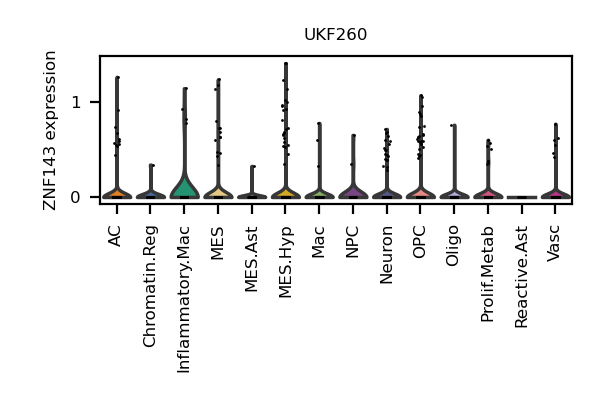 UKF260
ZNF143 expression
1
0
AC
Chromatin.Reg
Inflammatory.Mac
MES
MES.Ast
MES.Hyp
Mac
NPC
Neuron
OPC
Oligo
Prolif.Metab
Reactive.Ast
Vasc